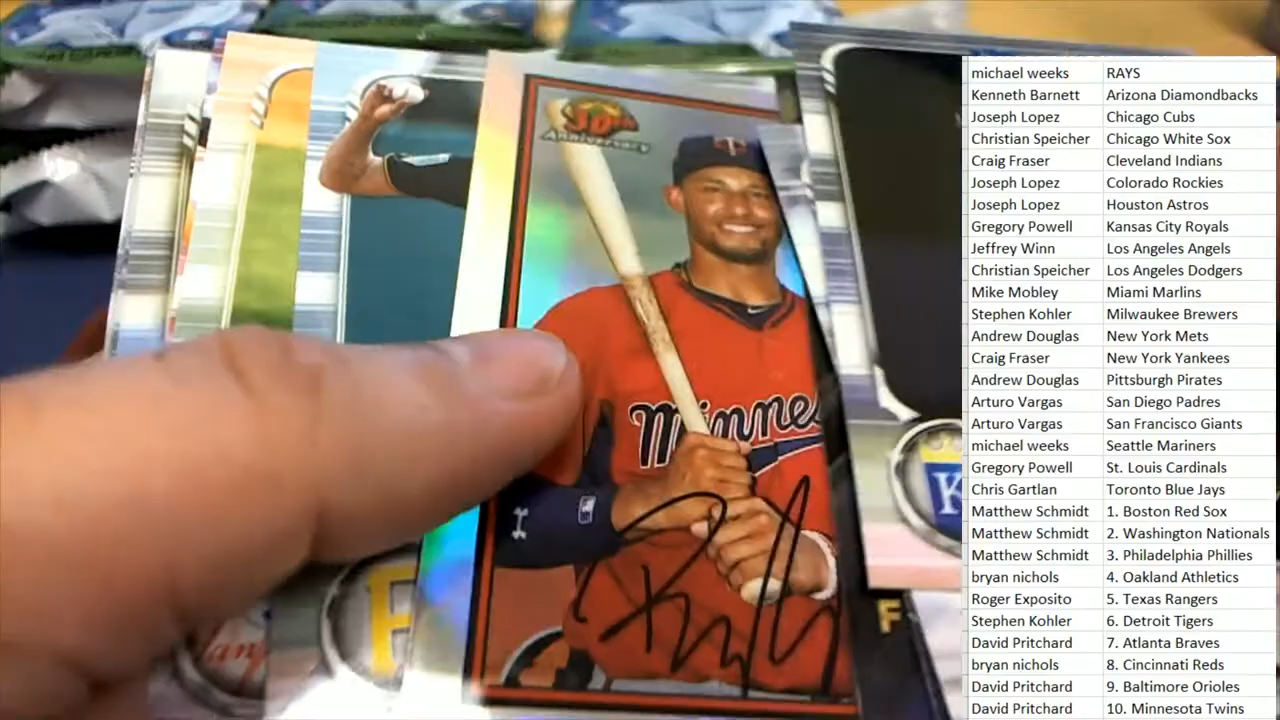 30th
Anniversary
Minnes
K
F
michael weeks RAYS
Kenneth Barnett Arizona Diamondbacks
Joseph Lopez Chicago Cubs
Christian Speicher Chicago White Sox
Craig Fraser Cleveland Indians
Joseph Lopez Colorado Rockies
Joseph Lopez Houston Astros
Gregory Powell Kansas City Royals
Jeffrey Winn Los Angeles Angels
Christian Speicher Los Angeles Dodgers
Mike Mobley Miami Marlins
Stephen Kohler Milwaukee Brewers
Andrew Douglas New York Mets
Craig Fraser New York Yankees
Andrew Douglas Pittsburgh Pirates
Arturo Vargas San Diego Padres
Arturo Vargas San Francisco Giants
michael weeks Seattle Mariners
Gregory Powell St. Louis Cardinals
Chris Gartlan Toronto Blue Jays
Matthew Schmidt 1. Boston Red Sox
Matthew Schmidt 2. Washington Nationals
Matthew Schmidt 3. Philadelphia Phillies
bryan nichols 4. Oakland Athletics
Roger Exposito 5. Texas Rangers
Stephen Kohler 6. Detroit Tigers
David Pritchard 7. Atlanta Braves
bryan nichols 8. Cincinnati Reds
David Pritchard 9. Baltimore Orioles
David Pritchard 10. Minnesota Twins